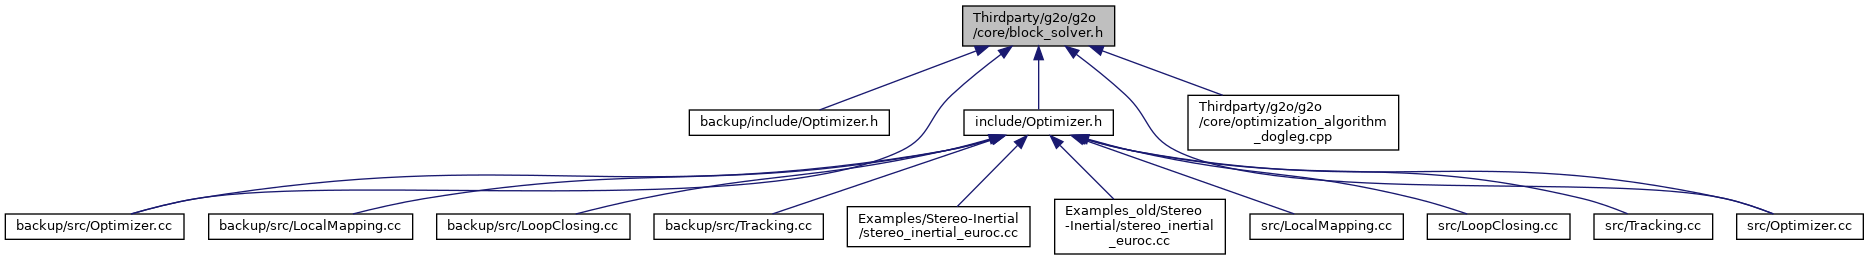 Thirdparty/g2o/g2o
/core/block_solver.h
backup/include/Optimizer.h
include/Optimizer.h
Thirdparty/g2o/g2o
/core/optimization_algorithm
_dogleg.cpp
backup/src/Optimizer.cc
backup/src/LocalMapping.cc
backup/src/LoopClosing.cc
backup/src/Tracking.cc
Examples/Stereo-Inertial
/stereo_inertial_euroc.cc
Examples_old/Stereo
-Inertial/stereo_inertial
_euroc.cc
src/LocalMapping.cc
src/LoopClosing.cc
src/Tracking.cc
src/Optimizer.cc